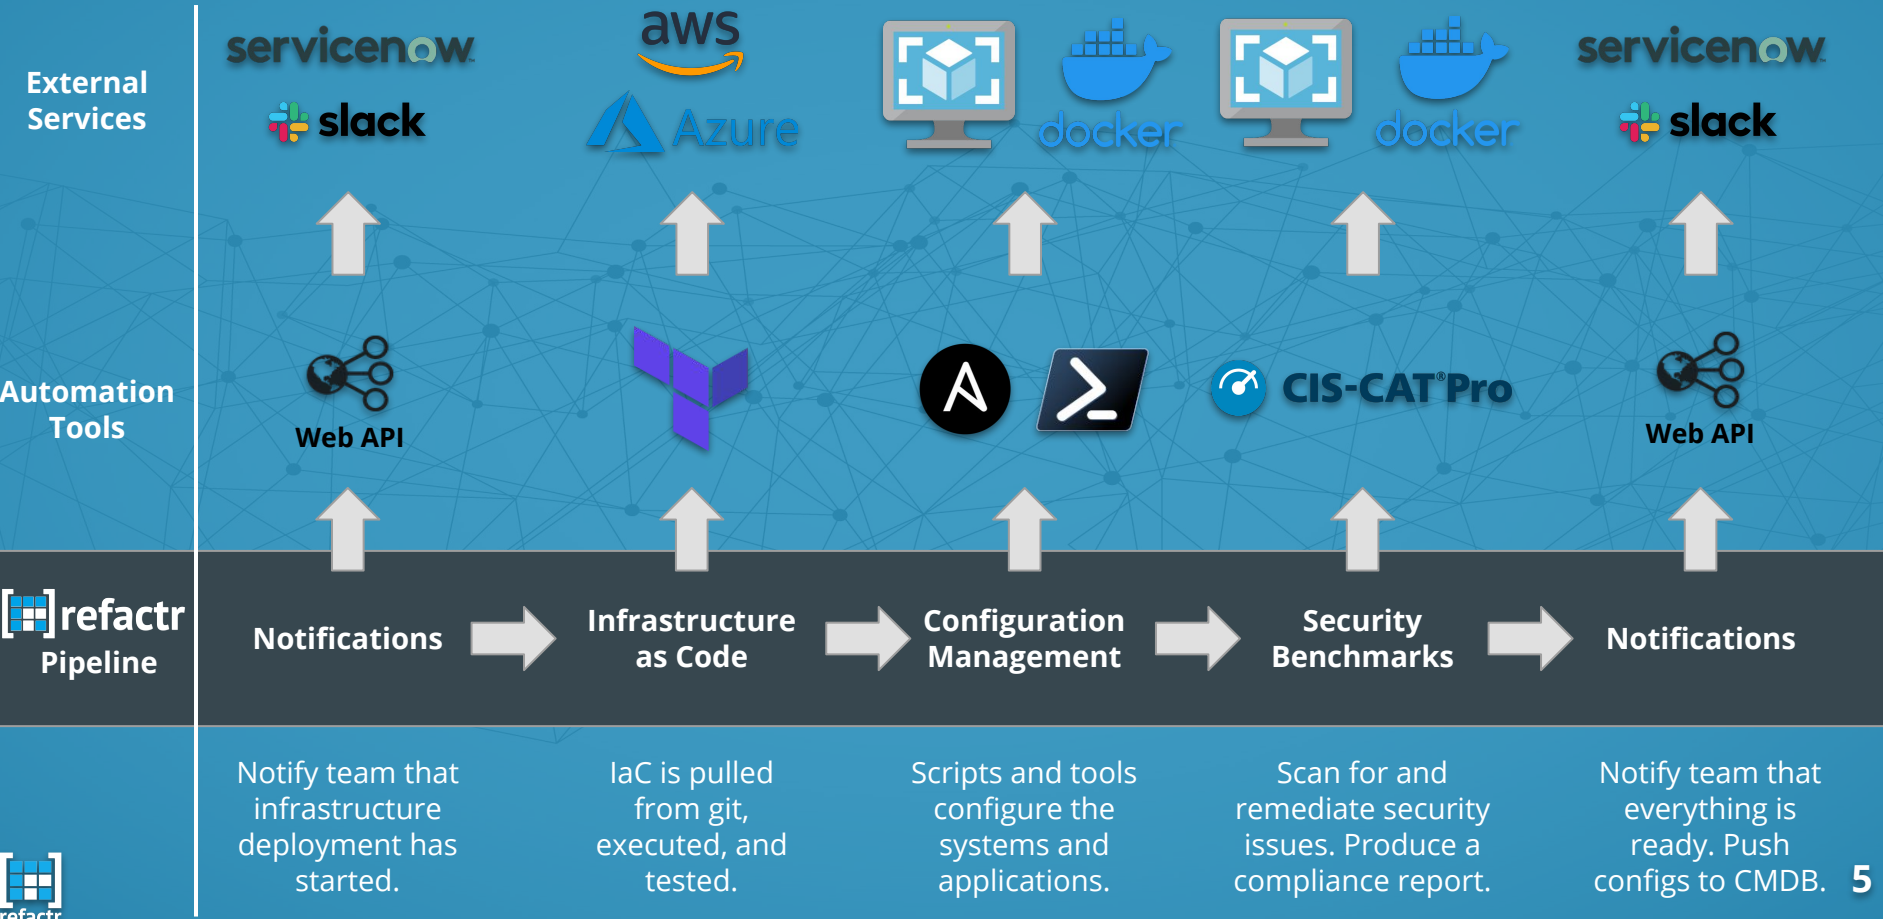 External
Services
servicenow
slack
aws
Azure
docker
docker
servicenow
slack
Automation
Tools
Web API
CIS-CAT®Pro
Web API
refactr
Pipeline
Notifications
Infrastructure
as Code
Configuration
Management
Security
Benchmarks
Notifications
Notify team that
infrastructure
deployment has
started.
IaC is pulled
from git,
executed, and
tested.
Scripts and tools
configure the
systems and
applications.
Scan for and
remediate security
issues. Produce a
compliance report.
Notify team that
everything is
ready. Push
configs to CMDB.
5
refactr